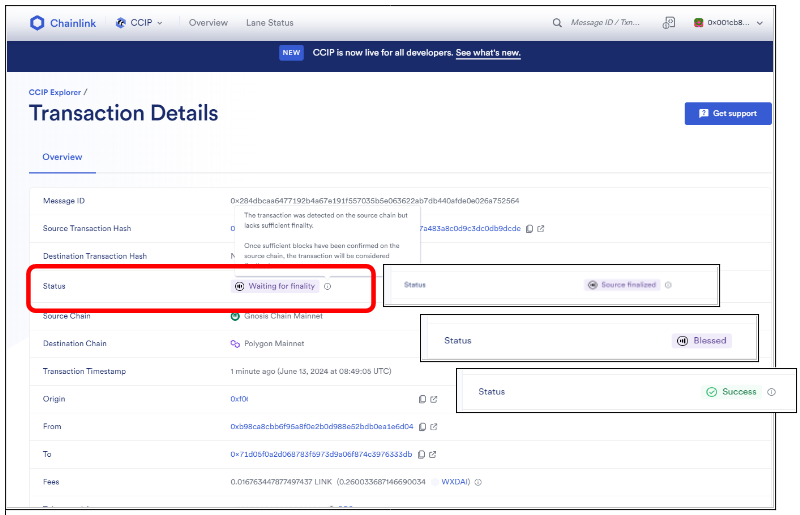 Chainlink CCIP Overview Lane Status Message ID / Txn... 0x001cb8...
NEW CCIP is now live for all developers. See what's new.
CCIP Explorer /
Transaction Details
Get support
Overview
Message ID 0x284dbcaa6477192b4a67e191f557035b5e063622ab7db440afde0e026a752564
The transaction was detected on the source chain but
lacks sufficient finality.
Source Transaction Hash 7a483a8c0d9c3dc0db9dcde
Once sufficient blocks have been confirmed on the
source chain, the transaction will be considered
Destination Transaction Hash
Status Waiting for finality
Status Source finalized
Source Chain Gnosis Chain Mainnet
Status Blessed
Destination Chain Polygon Mainnet
Transaction Timestamp 1 minute ago (June 13, 2024 at 08:49:05 UTC)
Status Success
Origin 0xf0
From 0xb98ca8cbb6f95a8f0e2b0d988e52bdb0ea1e6d04
To 0x71d05f0a2d068783f5973d9a06f874c3976333db
Fees 0.016763447877497437 LINK (0.260033687146690034 WXDAI)